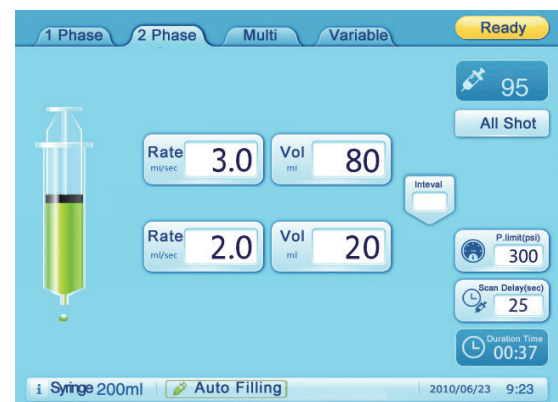 1 Phase 2 Phase Multi Variable Ready
95
All Shot
Rate ml/sec 3.0 Vol ml 80
Inteval
Rate ml/sec 2.0 Vol ml 20
P.limit(psi)
300
Scan Delay(sec)
25
Duration Time
00:37
i Syringe 200ml Auto Filling 2010/06/23 9:23